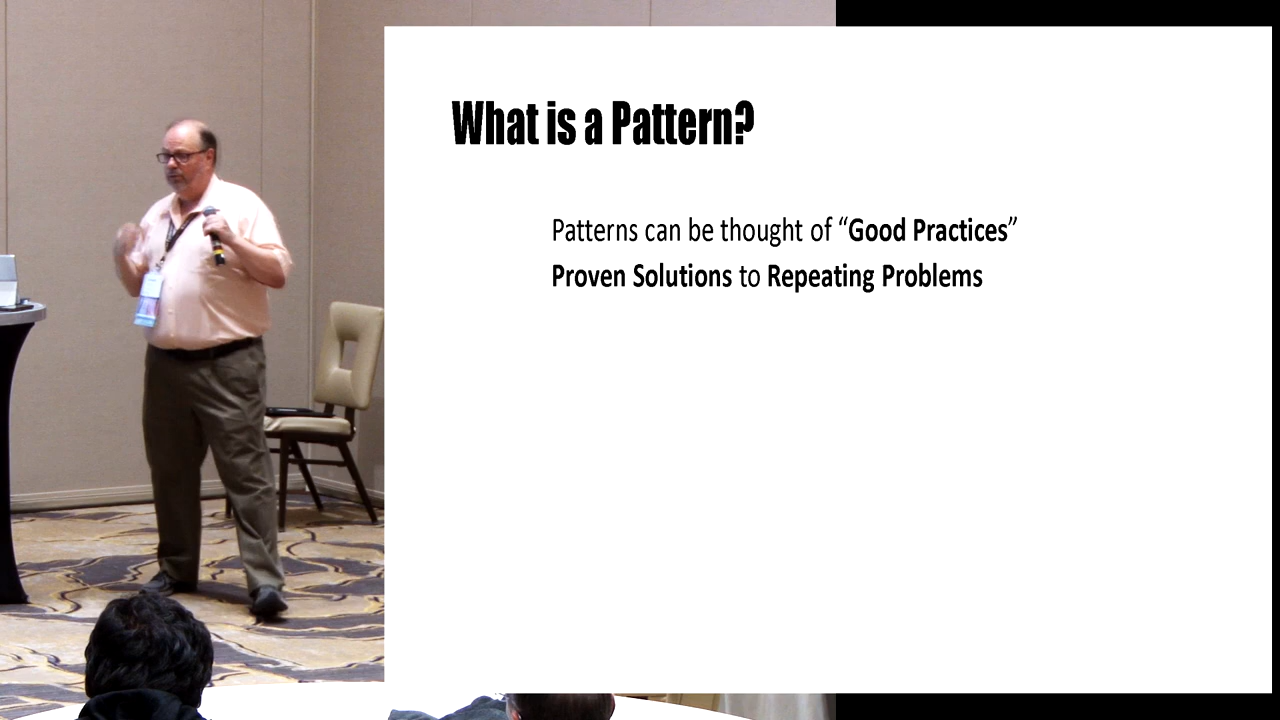 What is a Pattern?
Patterns can be thought of “Good Practices”
Proven Solutions to Repeating Problems